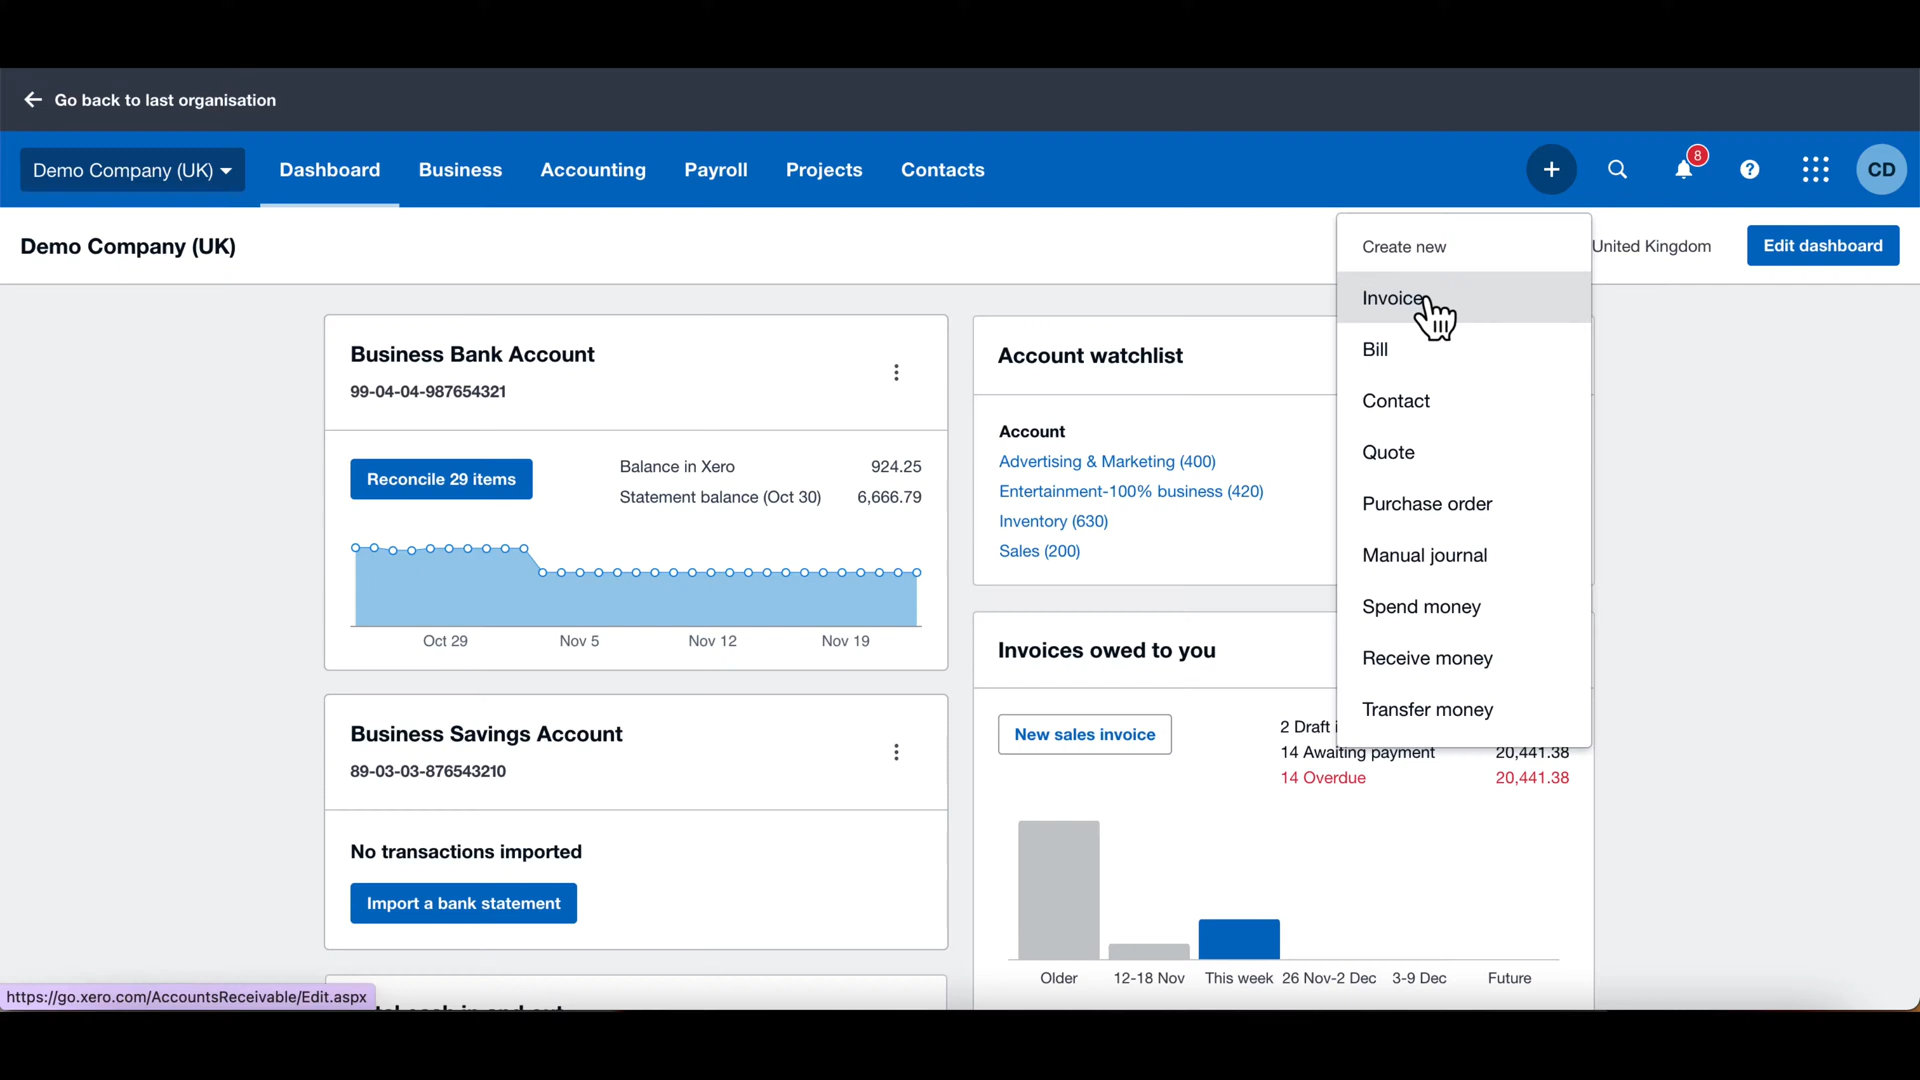 Go back to last organisation
Demo Company (UK)
Dashboard
Business
Accounting
Payroll
Projects
Contacts
8
CD
Demo Company (UK)
United Kingdom
Edit dashboard
Create new
Invoice
Bill
Contact
Quote
Purchase order
Manual journal
Spend money
Receive money
Transfer money
Business Bank Account
99-04-04-987654321
Reconcile 29 items
Balance in Xero 924.25
Statement balance (Oct 30) 6,666.79
Oct 29 Nov 5 Nov 12 Nov 19
Business Savings Account
89-03-03-876543210
No transactions imported
Import a bank statement
Account watchlist
Account
Advertising & Marketing (400)
Entertainment-100% business (420)
Inventory (630)
Sales (200)
Invoices owed to you
New sales invoice
2 Draft
14 Awaiting payment 20,441.38
14 Overdue 20,441.38
Older 12-18 Nov This week 26 Nov-2 Dec 3-9 Dec Future
https://go.xero.com/AccountsReceivable/Edit.aspx